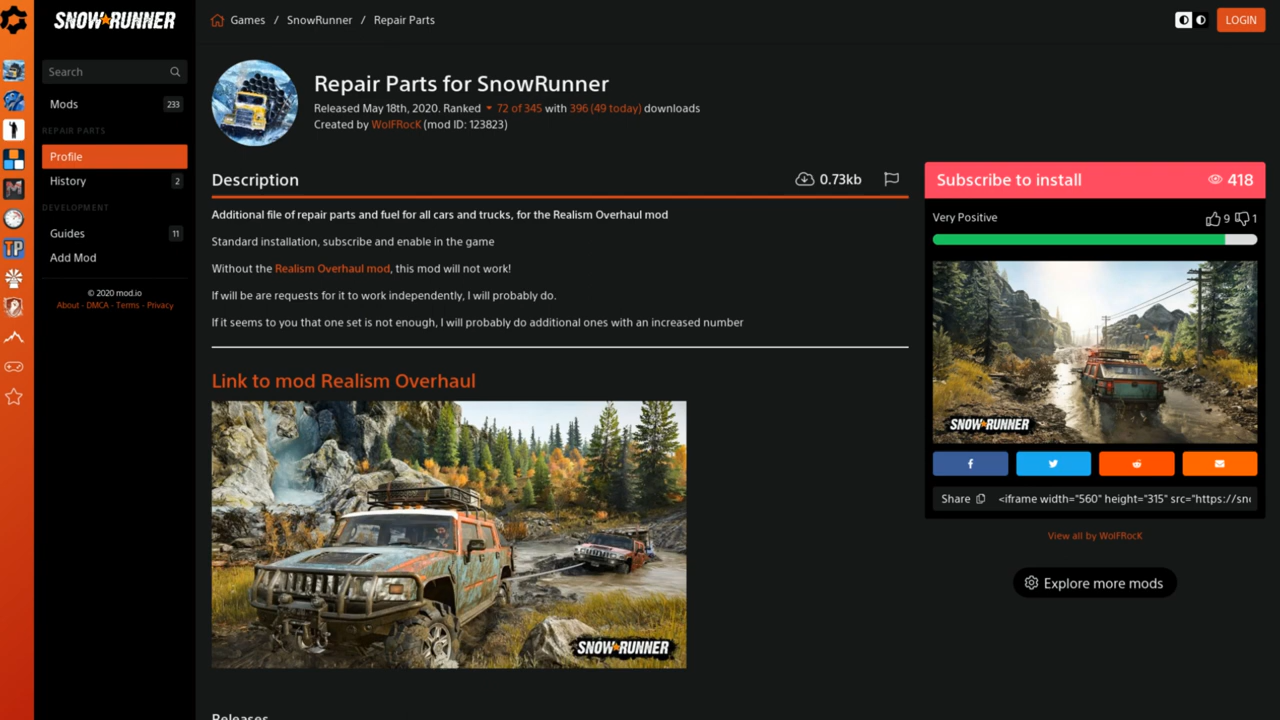 SNOWRUNNER
Search
Mods 233
REPAIR PARTS
Profile
History 2
DEVELOPMENT
Guides 11
Add Mod
© 2020 mod.io
About - DMCA - Terms - Privacy
TP
Games / SnowRunner / Repair Parts
LOGIN
Repair Parts for SnowRunner
Released May 18th, 2020. Ranked 72 of 345 with 396 (49 today) downloads
Created by WolFRocK (mod ID: 123823)
Description 0.73kb
Additional file of repair parts and fuel for all cars and trucks, for the Realism Overhaul mod
Standard installation, subscribe and enable in the game
Without the Realism Overhaul mod, this mod will not work!
If will be are requests for it to work independently, I will probably do.
If it seems to you that one set is not enough, I will probably do additional ones with an increased number
Link to mod Realism Overhaul
SNOWRUNNER
Releases
Subscribe to install 418
Very Positive 9 1
SNOWRUNNER
Share <iframe width="560" height="315" src="https://sno
View all by WolFRocK
Explore more mods